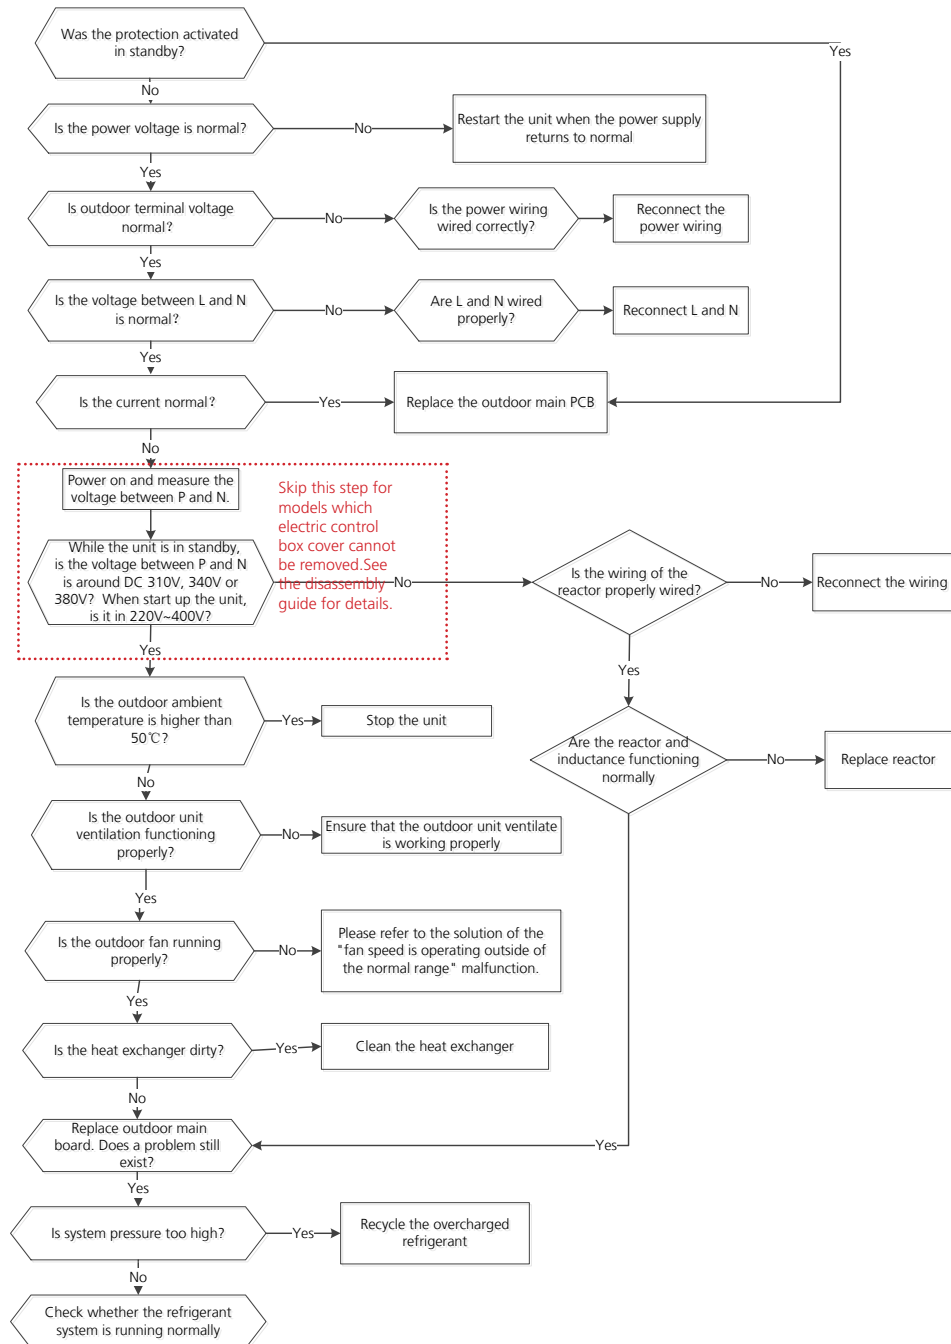 Was the protection activated
in standby?
Yes
No
Is the power voltage is normal?
No
Restart the unit when the power supply
returns to normal
Yes
Is outdoor terminal voltage
normal?
No
Is the power wiring
wired correctly?
Reconnect the
power wiring
Yes
Is the voltage between L and N
is normal?
No
Are L and N wired
properly?
Reconnect L and N
Yes
Is the current normal?
Yes
Replace the outdoor main PCB
No
Power on and measure the
voltage between P and N.
Skip this step for
models which
electric control
box cover cannot
be removed.See
the disassembly
guide for details.
While the unit is in standby,
is the voltage between P and N
is around DC 310V, 340V or
380V? When start up the unit,
is it in 220V~400V?
No
Is the wiring of the
reactor properly wired?
No
Reconnect the wiring
Yes
Yes
Is the outdoor ambient
temperature is higher than
50℃?
Yes
Stop the unit
Are the reactor and
inductance functioning
normally
No
Replace reactor
No
Is the outdoor unit
ventilation functioning
properly?
No
Ensure that the outdoor unit ventilate
is working properly
Yes
Is the outdoor fan running
properly?
No
Please refer to the solution of the
"fan speed is operating outside of
the normal range" malfunction.
Yes
Is the heat exchanger dirty?
Yes
Clean the heat exchanger
No
Replace outdoor main
board. Does a problem still
exist?
Yes
Yes
Is system pressure too high?
Yes
Recycle the overcharged
refrigerant
No
Check whether the refrigerant
system is running normally